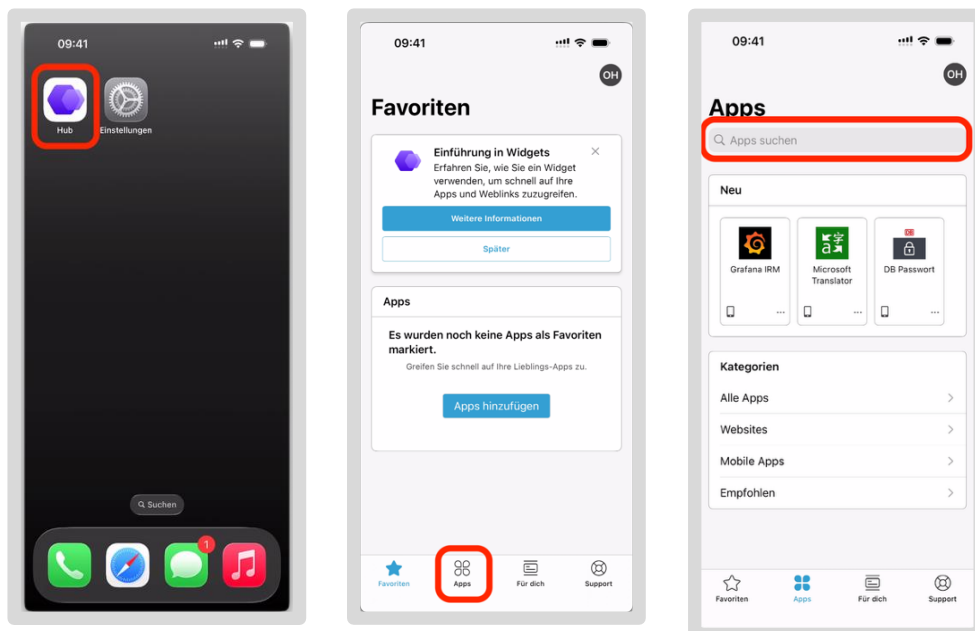 09:41
Hub
Einstellungen
Suchen
1
09:41
OH
Favoriten
Einführung in Widgets
Erfahren Sie, wie Sie ein Widget
verwenden, um schnell auf Ihre
Apps und Weblinks zuzugreifen.
Weitere Informationen
Später
Apps
Es wurden noch keine Apps als Favoriten
markiert.
Greifen Sie schnell auf Ihre Lieblings-Apps zu.
Apps hinzufügen
Favoriten Apps Für dich Support
09:41
OH
Apps
Apps suchen
Neu
字
a
DB
Grafana IRM Microsoft DB Passwort
Translator
Kategorien
Alle Apps
Websites
Mobile Apps
Empfohlen
Favoriten Apps Für dich Support